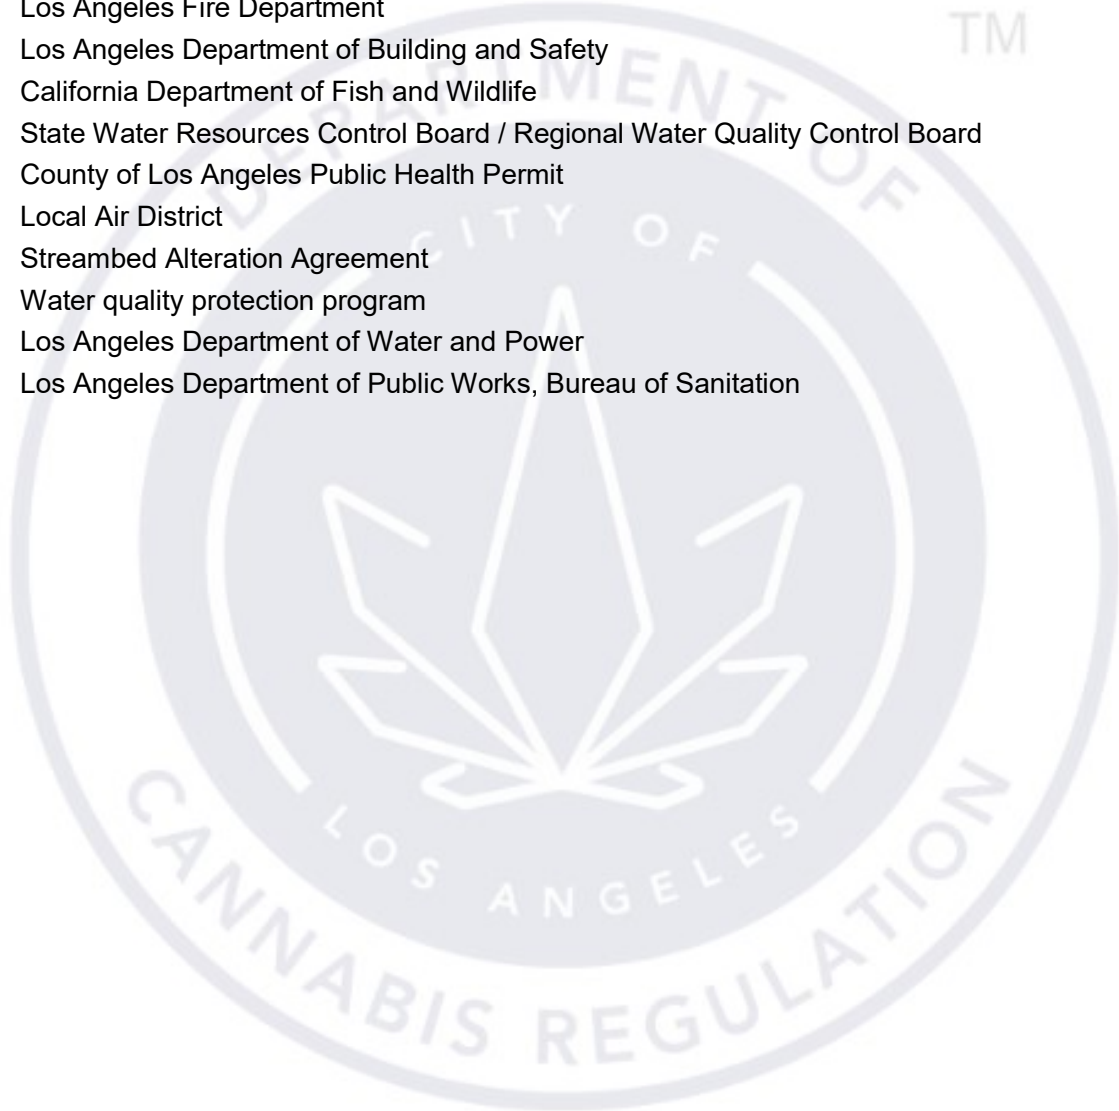 Los Angeles Fire Department
TM
Los Angeles Department of Building and Safety
California Department of Fish and Wildlife
State Water Resources Control Board / Regional Water Quality Control Board
County of Los Angeles Public Health Permit
Local Air District
Streambed Alteration Agreement
Water quality protection program
Los Angeles Department of Water and Power
Los Angeles Department of Public Works, Bureau of Sanitation
DEPARTMENT OF
CITY OF
LOS ANGELES
CANNABIS REGULATION